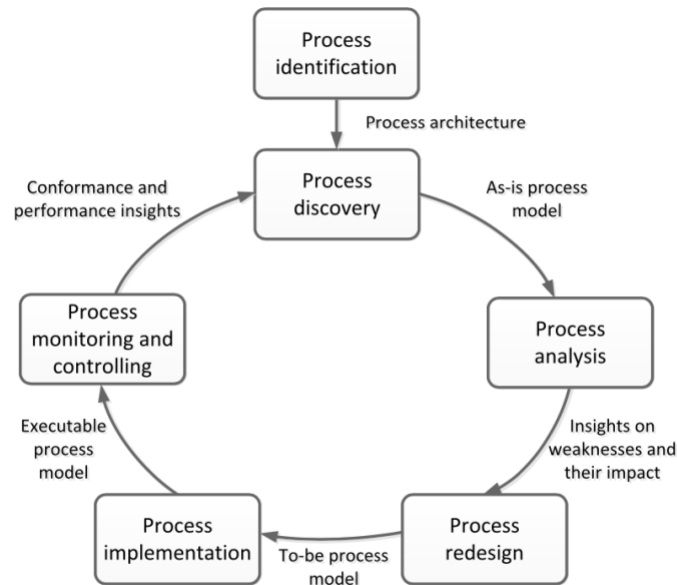 Process
identification
Process architecture
Process
discovery
As-is process
model
Process
analysis
Insights on
weaknesses and
their impact
Process
redesign
To-be process
model
Process
implementation
Executable
process
model
Process
monitoring and
controlling
Conformance and
performance insights